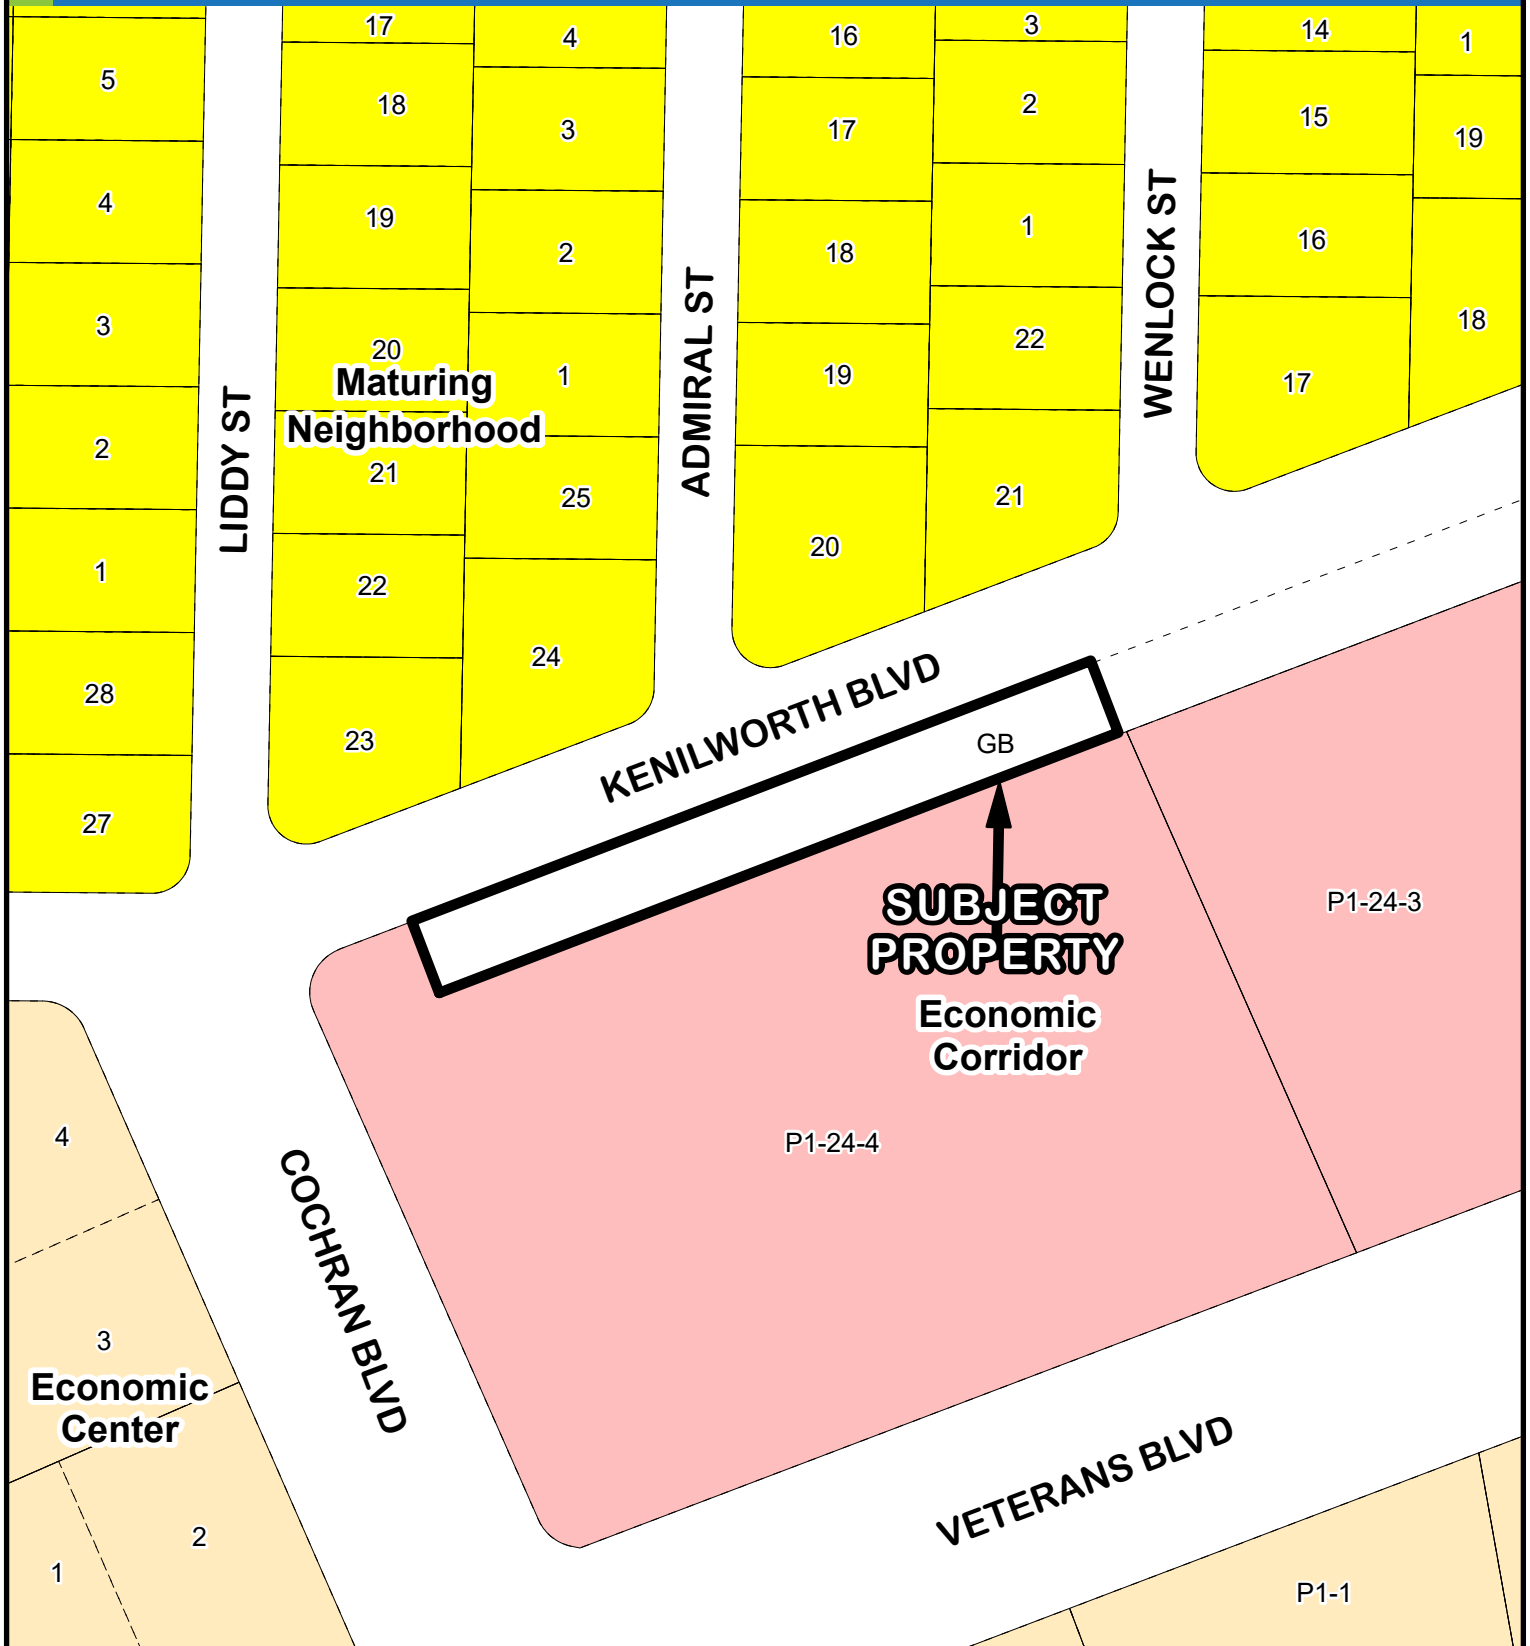 17
4
16
3
14
1
5
18
3
17
2
15
19
4
19
2
18
1
16
3
20
1
19
22
18
17
Maturing
Neighborhood
LIDDY ST
ADMIRAL ST
WENLOCK ST
2
21
25
20
21
1
22
24
28
23
27
KENILWORTH BLVD
GB
SUBJECT
PROPERTY
P1-24-3
Economic
Corridor
P1-24-4
4
COCHRAN BLVD
3
Economic
Center
2
1
VETERANS BLVD
P1-1